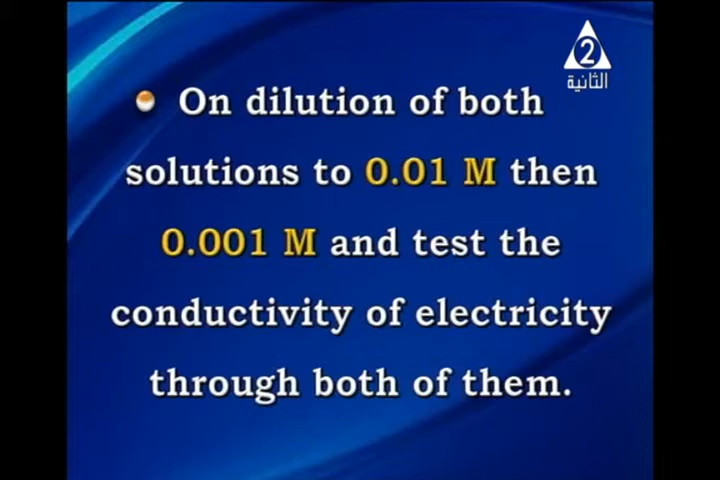 2
الثانية
On dilution of both
solutions to 0.01 M then
0.001 M and test the
conductivity of electricity
through both of them.